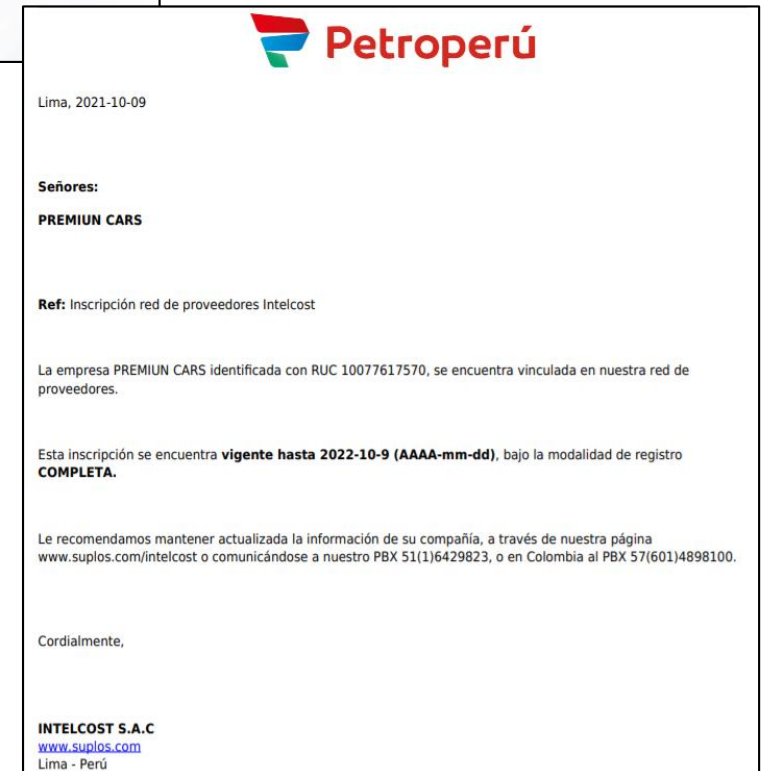 Petroperú
Lima, 2021-10-09
Señores:
PREMIUN CARS
Ref: Inscripción red de proveedores Intelcost
La empresa PREMIUN CARS identificada con RUC 10077617570, se encuentra vinculada en nuestra red de
proveedores.
Esta inscripción se encuentra vigente hasta 2022-10-9 (AAAA-mm-dd), bajo la modalidad de registro
COMPLETA.
Le recomendamos mantener actualizada la información de su compañía, a través de nuestra página
www.suplos.com/intelcost o comunicándose a nuestro PBX 51(1)6429823, o en Colombia al PBX 57(601)4898100.
Cordialmente,
INTELCOST S.A.C
www.suplos.com
Lima - Perú